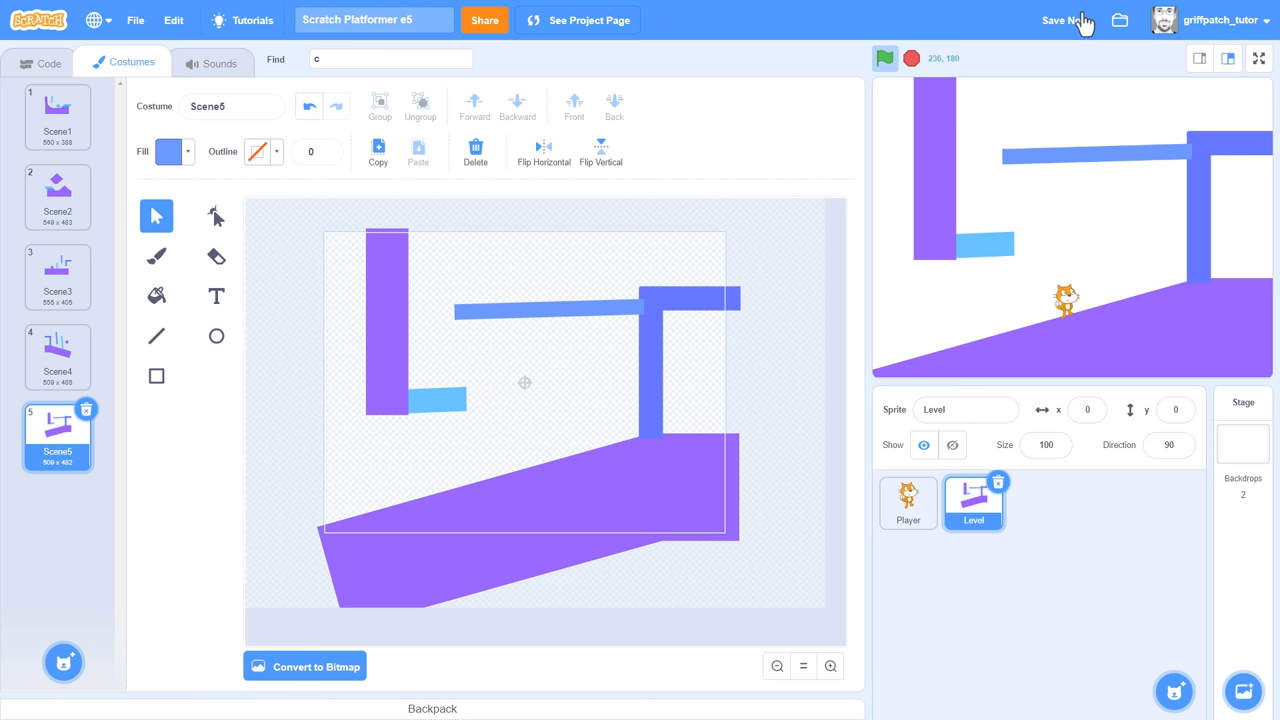 SCRATCH File Edit Tutorials Scratch Platformer e5 Share See Project Page Save No griffpatch_tutor
Code Costumes Sounds Find c 236, 180
1
Scene1
560 x 388
2
Scene2
549 x 483
3
Scene3
555 x 405
4
Scene4
509 x 486
5
Scene5
509 x 482
Costume Scene5 Group Ungroup Forward Backward Front Back
Fill Outline 0 Copy Paste Delete Flip Horizontal Flip Vertical
Convert to Bitmap
Backpack
Sprite Level x 0 y 0
Show Size 100 Direction 90
Player
Level
Stage
Backdrops
2